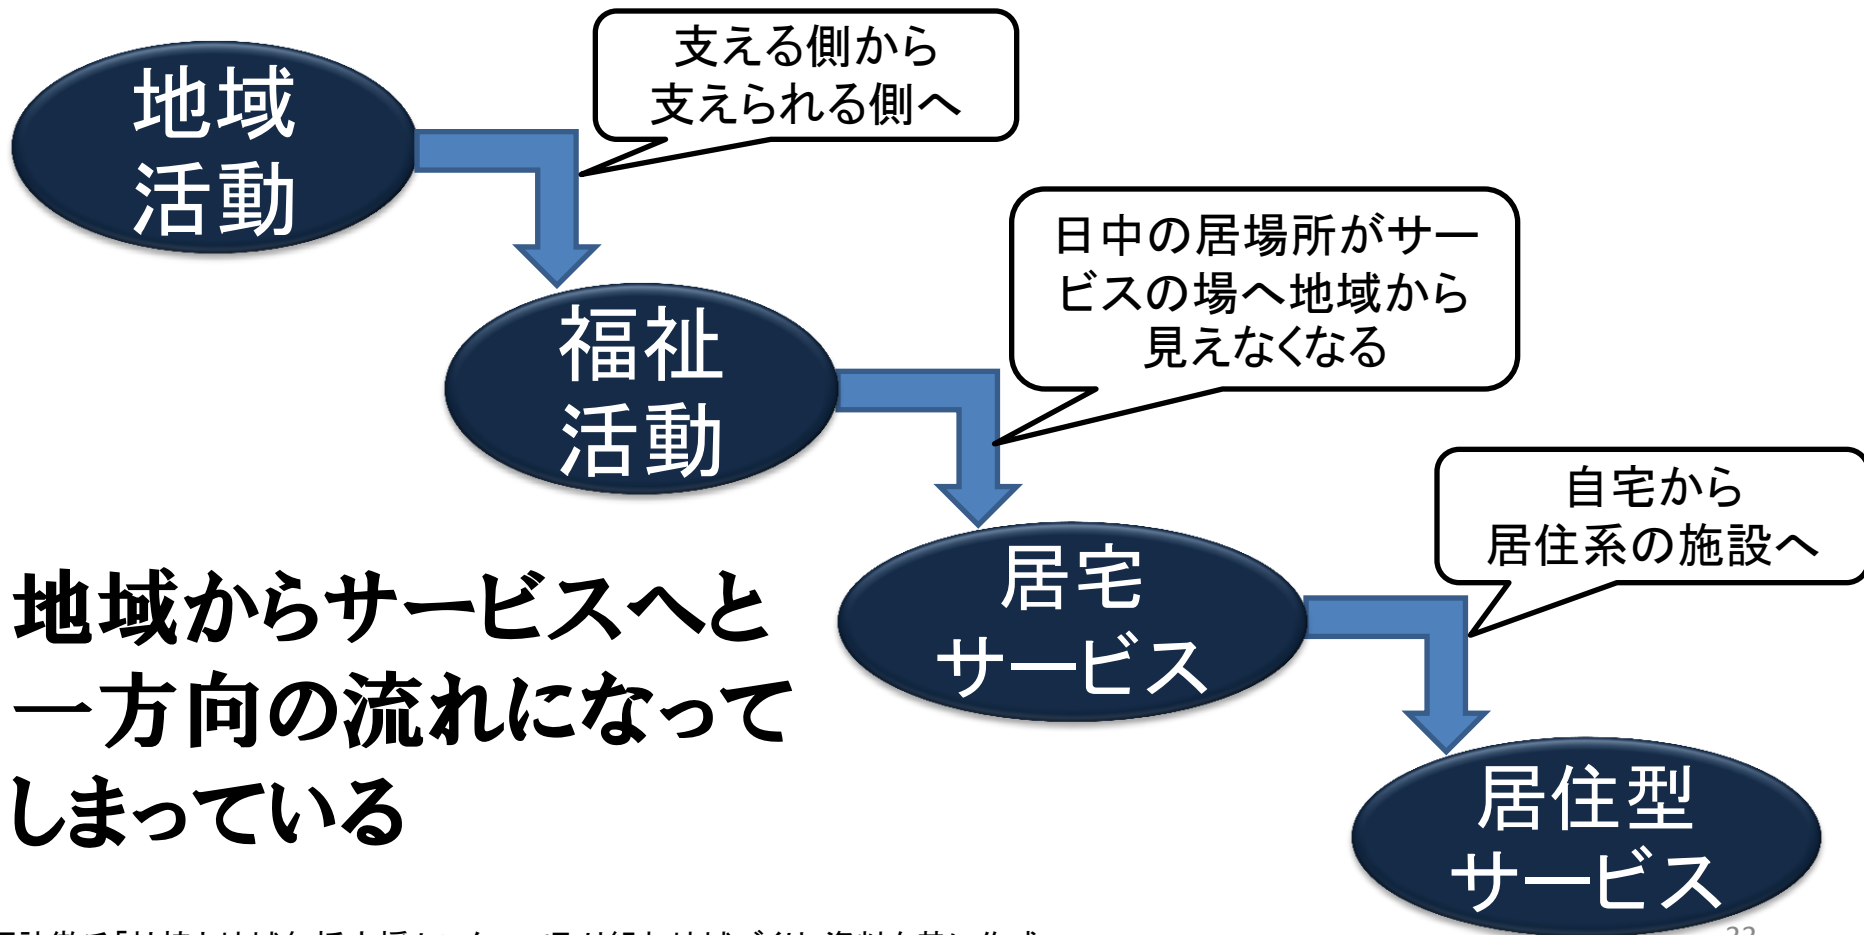 地域
活動
支える側から
支えられる側へ
福祉
活動
日中の居場所がサー
ビスの場へ地域から
見えなくなる
居宅
サービス
自宅から
居住系の施設へ
居住型
サービス
地域からサービスへと
一方向の流れになって
しまっている